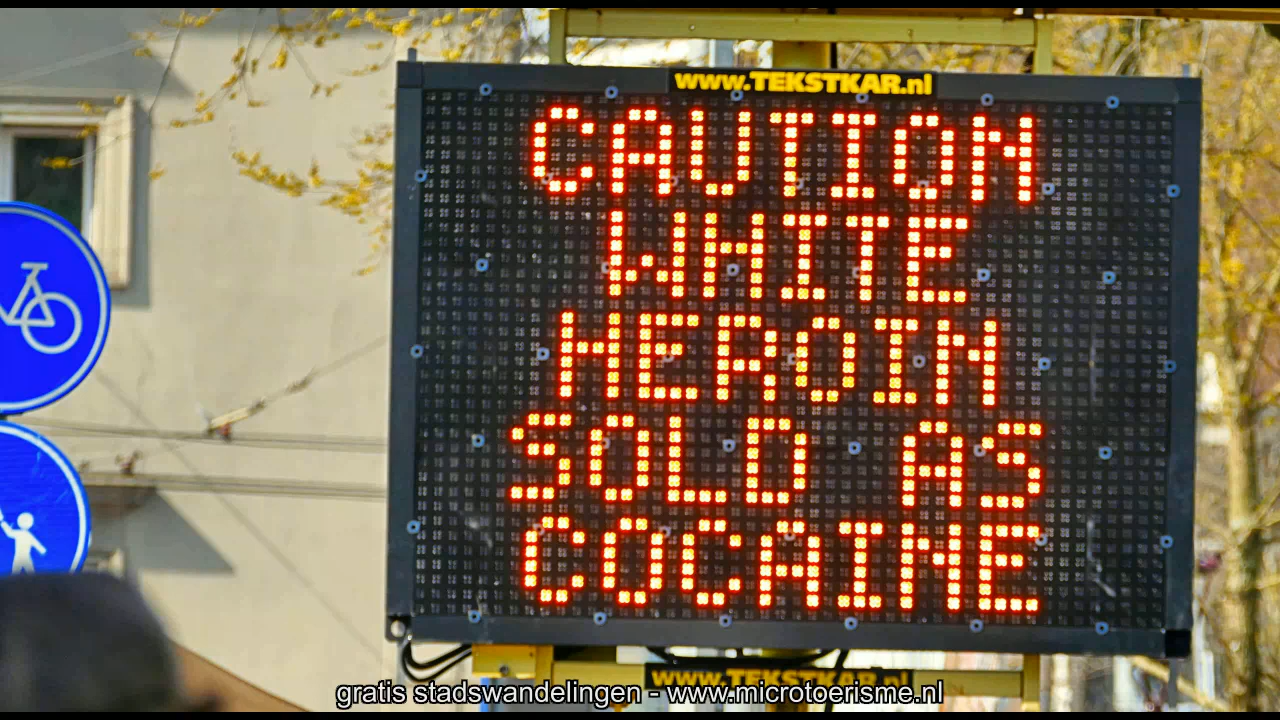 www.TEKSTKAR.nl
CAUTION
WHITE
HEROIN
SOLD AS
COCAINE
www.TEKSTKAR.nl
gratis stadswandelingen - www.microtoerisme.nl